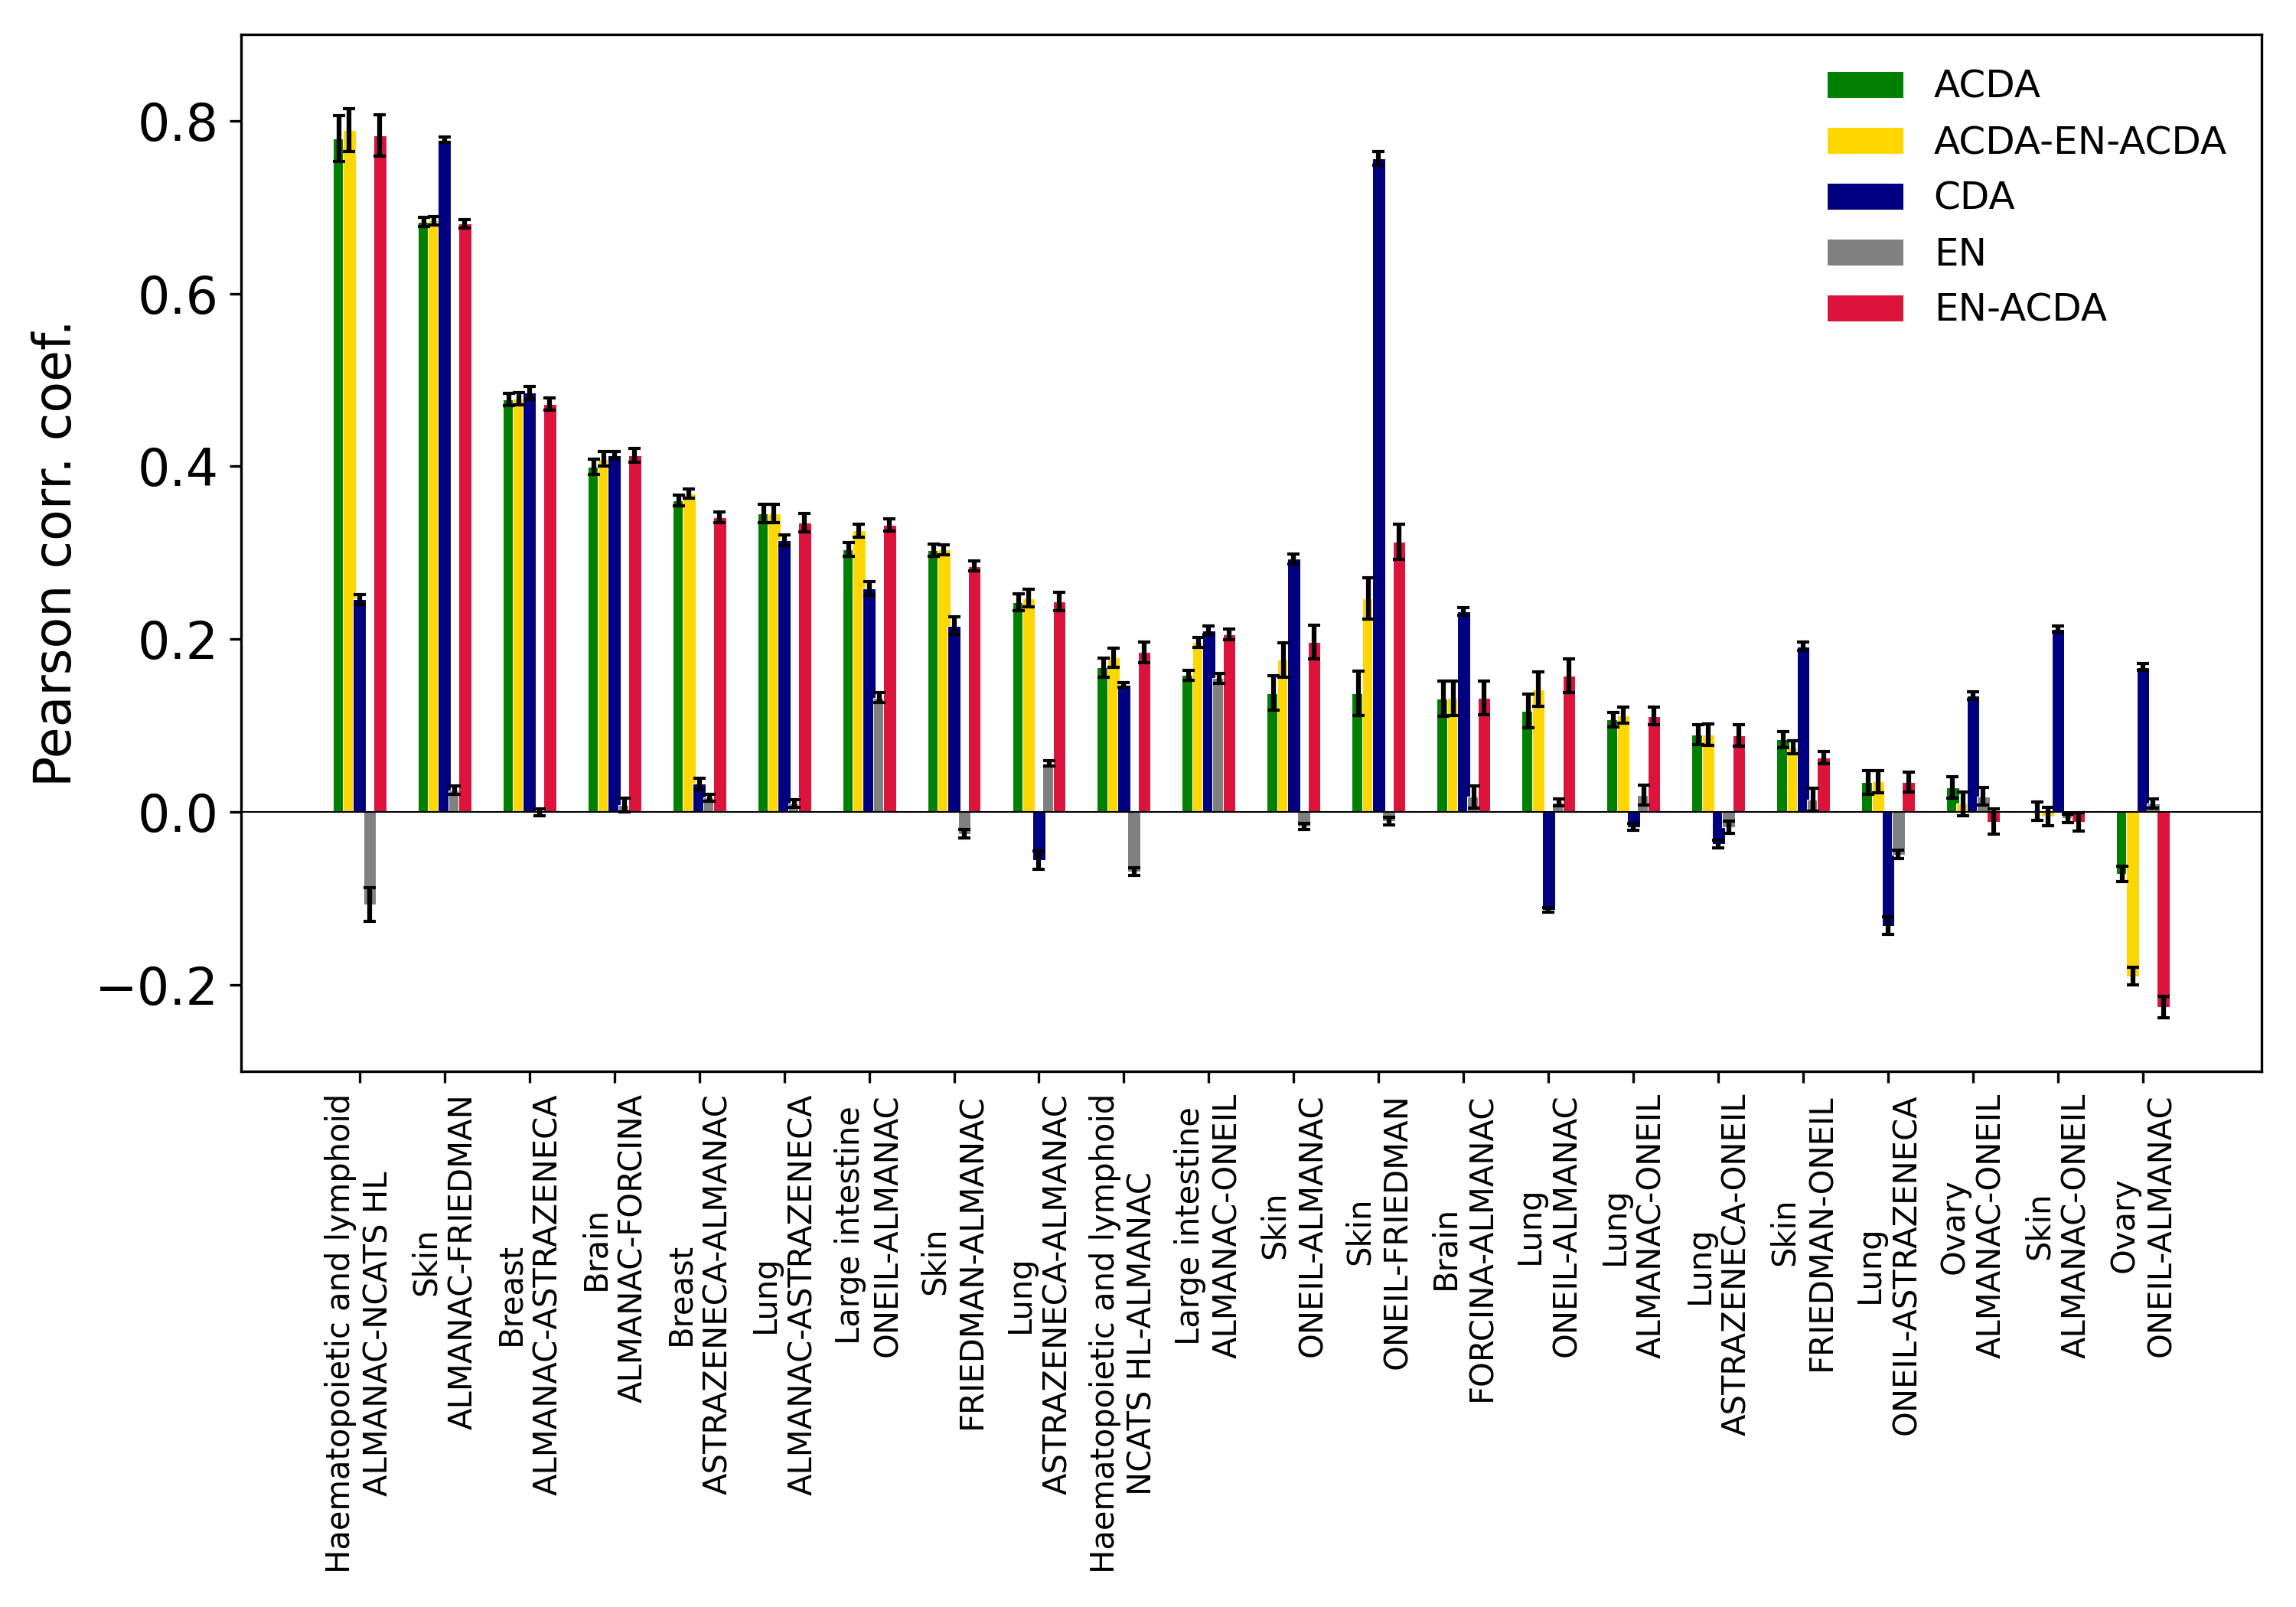 Pearson corr. coef.
0.8
0.6
0.4
0.2
0.0
−0.2
ACDA
ACDA-EN-ACDA
CDA
EN
EN-ACDA
Haematopoietic and lymphoid
ALMANAC-NCATS HL
Skin
ALMANAC-FRIEDMAN
Breast
ALMANAC-ASTRAZENECA
Brain
ALMANAC-FORCINA
Breast
ASTRAZENECA-ALMANAC
Lung
ALMANAC-ASTRAZENECA
Large intestine
ONEIL-ALMANAC
Skin
FRIEDMAN-ALMANAC
Lung
ASTRAZENECA-ALMANAC
Haematopoietic and lymphoid
NCATS HL-ALMANAC
Large intestine
ALMANAC-ONEIL
Skin
ONEIL-ALMANAC
Skin
ONEIL-FRIEDMAN
Brain
FORCINA-ALMANAC
Lung
ONEIL-ALMANAC
Lung
ALMANAC-ONEIL
Lung
ASTRAZENECA-ONEIL
Skin
FRIEDMAN-ONEIL
Lung
ONEIL-ASTRAZENECA
Ovary
ALMANAC-ONEIL
Skin
ALMANAC-ONEIL
Ovary
ONEIL-ALMANAC